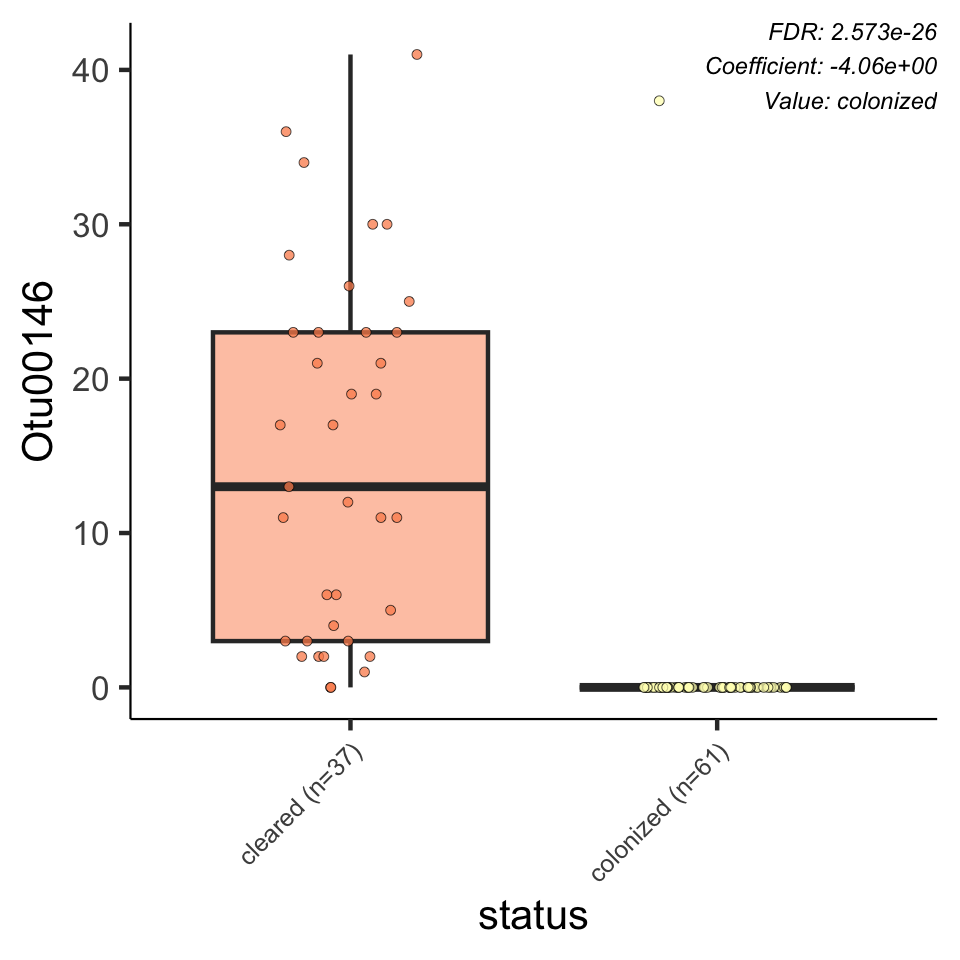 FDR: 2.573e-26
Coefficient: -4.06e+00
Value: colonized
40
30
20
10
0
Otu00146
cleared (n=37)
colonized (n=61)
status